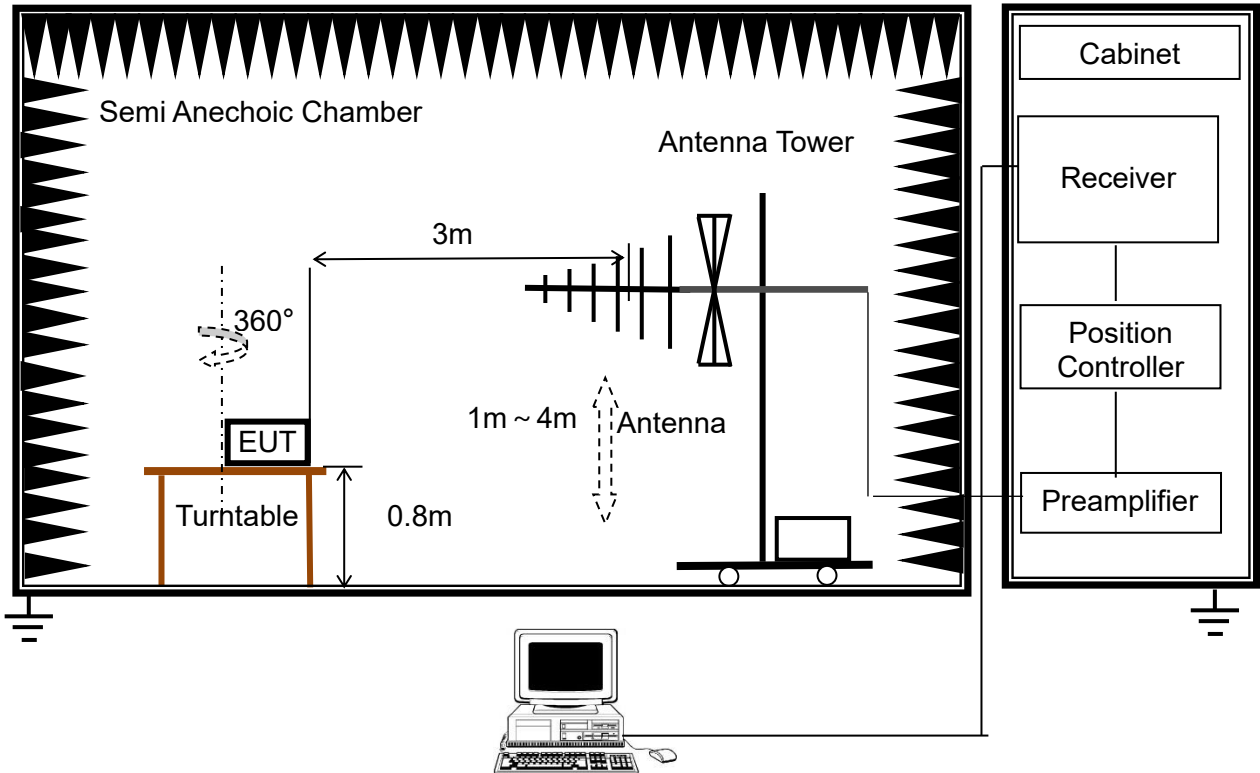 Cabinet
Semi Anechoic Chamber
Antenna Tower
Receiver
3m
360°
Position
Controller
1m ~ 4m
Antenna
EUT
Turntable
0.8m
Preamplifier